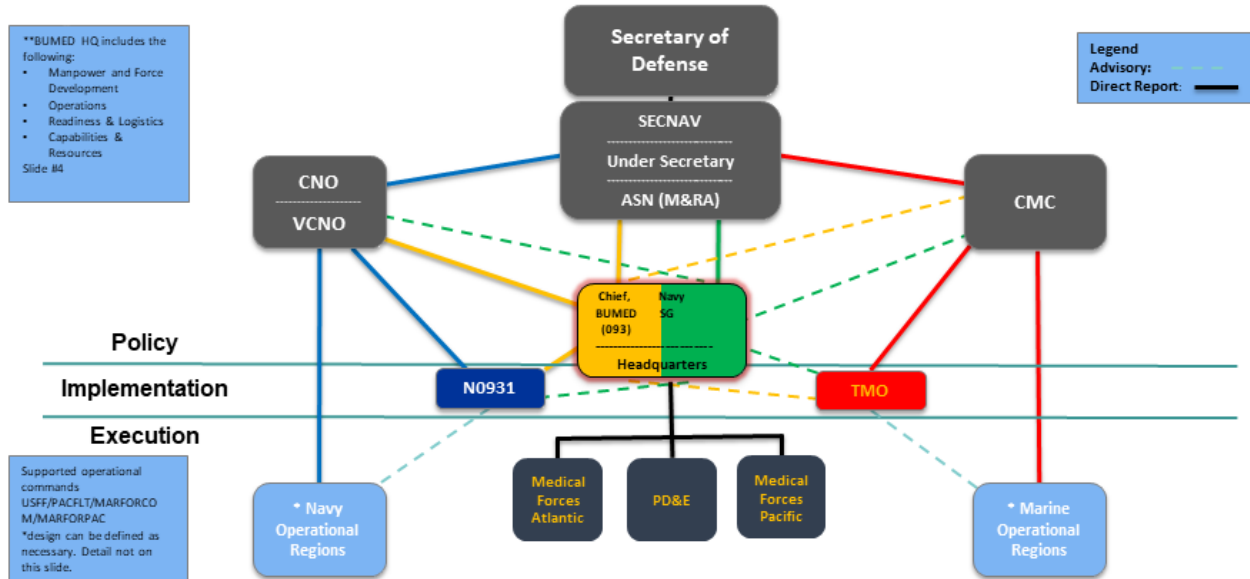 **BUMED HQ includes the
following:
• Manpower and Force
Development
• Operations
• Readiness & Logistics
• Capabilities &
Resources
Slide #4
Secretary of
Defense
Legend
Advisory:
Direct Report:
SECNAV
Under Secretary
ASN (M&RA)
CNO
VCNO
CMC
Chief,
BUMED
(093)
Navy
SG
Headquarters
Policy
Implementation
N0931
TMO
Execution
Supported operational
commands
USFF/PACFLT/MARFORCO
M/MARFORPAC
*design can be defined as
necessary. Detail not on
this slide.
* Navy
Operational
Regions
Medical
Forces
Atlantic
PD&E
Medical
Forces
Pacific
* Marine
Operational
Regions